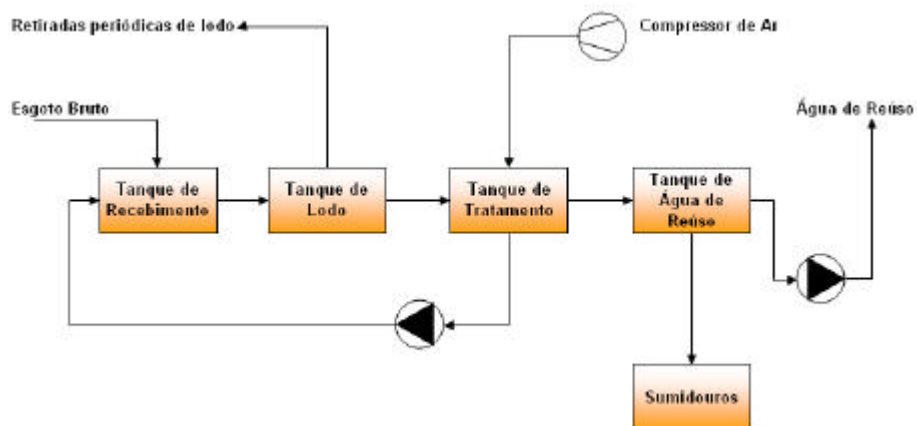 Retiradas periódicas de lodo
Compressor de Ar
Esgoto Bruto
Água de Reúso
Tanque de
Recebimento
Tanque de
Lodo
Tanque de
Tratamento
Tanque de
Água de
Reúso
Sumidouros